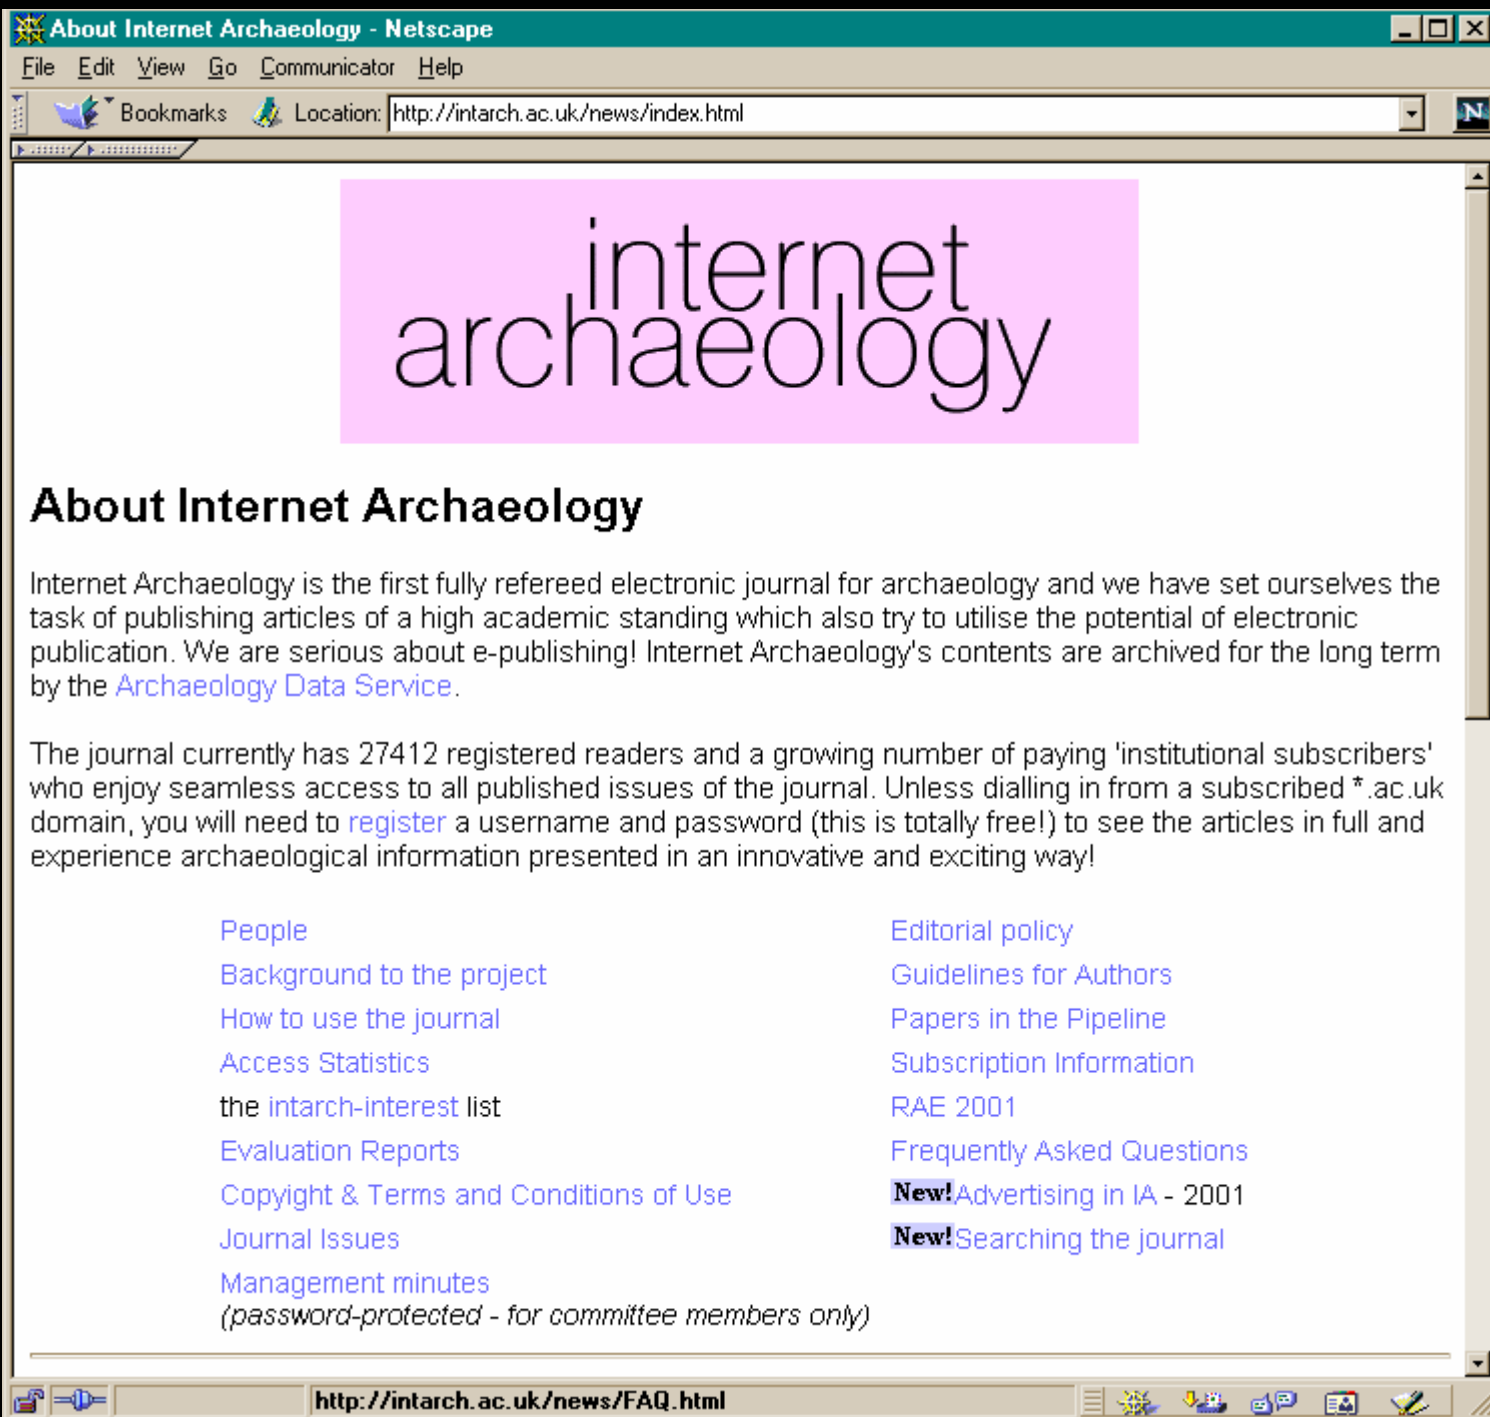 About Internet Archaeology - Netscape
File Edit View Go Communicator Help
Bookmarks Location: http://intarch.ac.uk/news/index.html
N
internet
archaeology
About Internet Archaeology
Internet Archaeology is the first fully refereed electronic journal for archaeology and we have set ourselves the
task of publishing articles of a high academic standing which also try to utilise the potential of electronic
publication. We are serious about e-publishing! Internet Archaeology's contents are archived for the long term
by the Archaeology Data Service.
The journal currently has 27412 registered readers and a growing number of paying 'institutional subscribers'
who enjoy seamless access to all published issues of the journal. Unless dialling in from a subscribed *.ac.uk
domain, you will need to register a username and password (this is totally free!) to see the articles in full and
experience archaeological information presented in an innovative and exciting way!
People
Background to the project
How to use the journal
Access Statistics
the intarch-interest list
Evaluation Reports
Copyight & Terms and Conditions of Use
Journal Issues
Management minutes
(password-protected - for committee members only)
Editorial policy
Guidelines for Authors
Papers in the Pipeline
Subscription Information
RAE 2001
Frequently Asked Questions
New! Advertising in IA - 2001
New! Searching the journal
http://intarch.ac.uk/news/FAQ.html